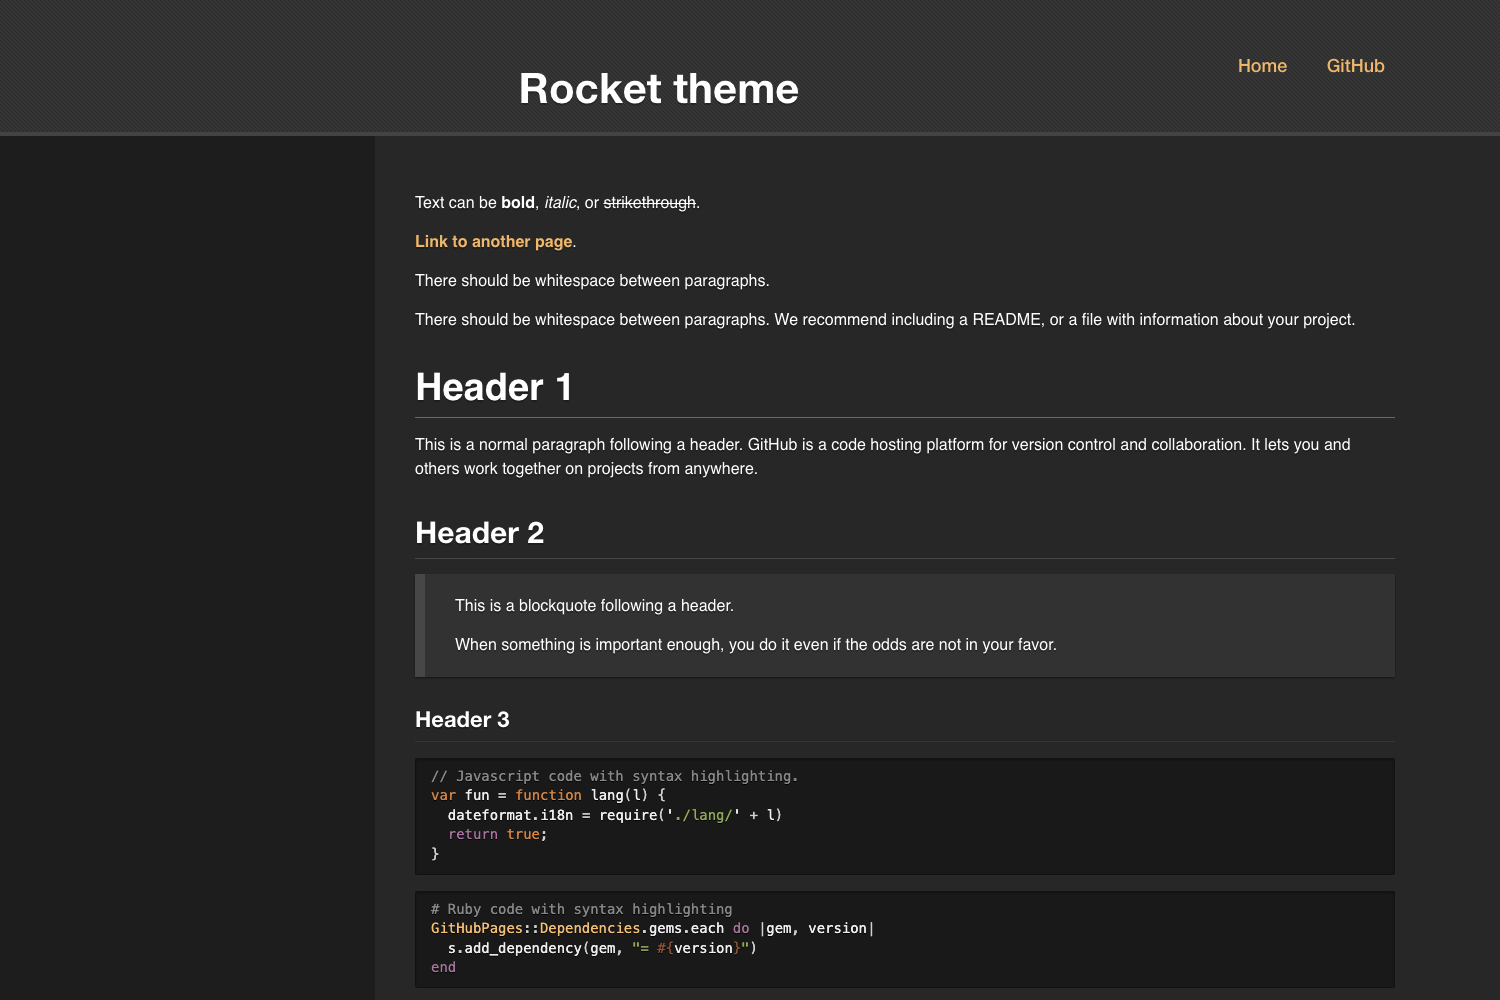 Home GitHub
Rocket theme
Text can be bold, italic, or strikethrough.
Link to another page.
There should be whitespace between paragraphs.
There should be whitespace between paragraphs. We recommend including a README, or a file with information about your project.
Header 1
This is a normal paragraph following a header. GitHub is a code hosting platform for version control and collaboration. It lets you and
others work together on projects from anywhere.
Header 2
This is a blockquote following a header.
When something is important enough, you do it even if the odds are not in your favor.
Header 3
// Javascript code with syntax highlighting.
var fun = function lang(l) {
  dateformat.i18n = require('./lang/' + l)
  return true;
}
# Ruby code with syntax highlighting
GitHubPages::Dependencies.gems.each do |gem, version|
  s.add_dependency(gem, "= #{version}")
end